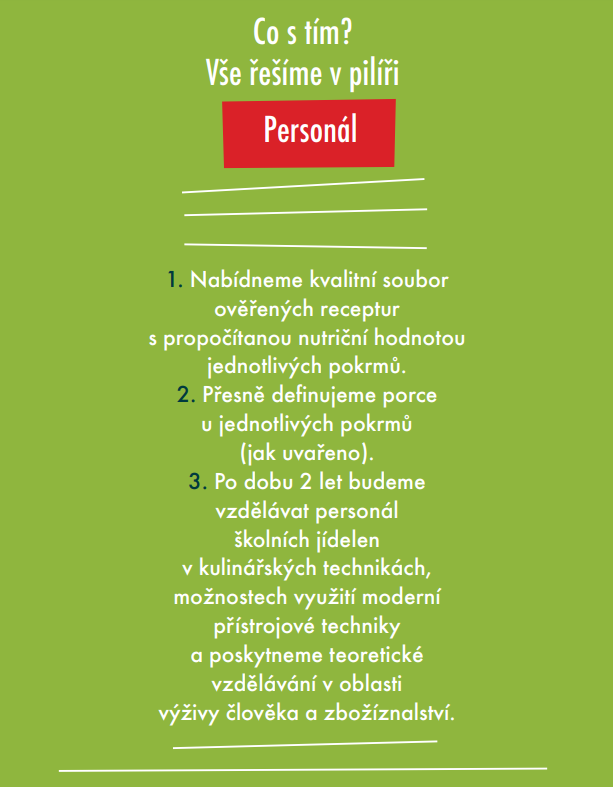 Co s tím?
Vše řešíme v pilíři
Personál
1. Nabídneme kvalitní soubor
ověřených receptur
s propočítanou nutriční hodnotou
jednotlivých pokrmů.
2. Přesně definujeme porce
u jednotlivých pokrmů
(jak uvařeno).
3. Po dobu 2 let budeme
vzdělávat personál
školních jídelen
v kulinářských technikách,
možnostech využití moderní
přístrojové techniky
a poskytneme teoretické
vzdělávání v oblasti
výživy člověka a zbožíznalství.